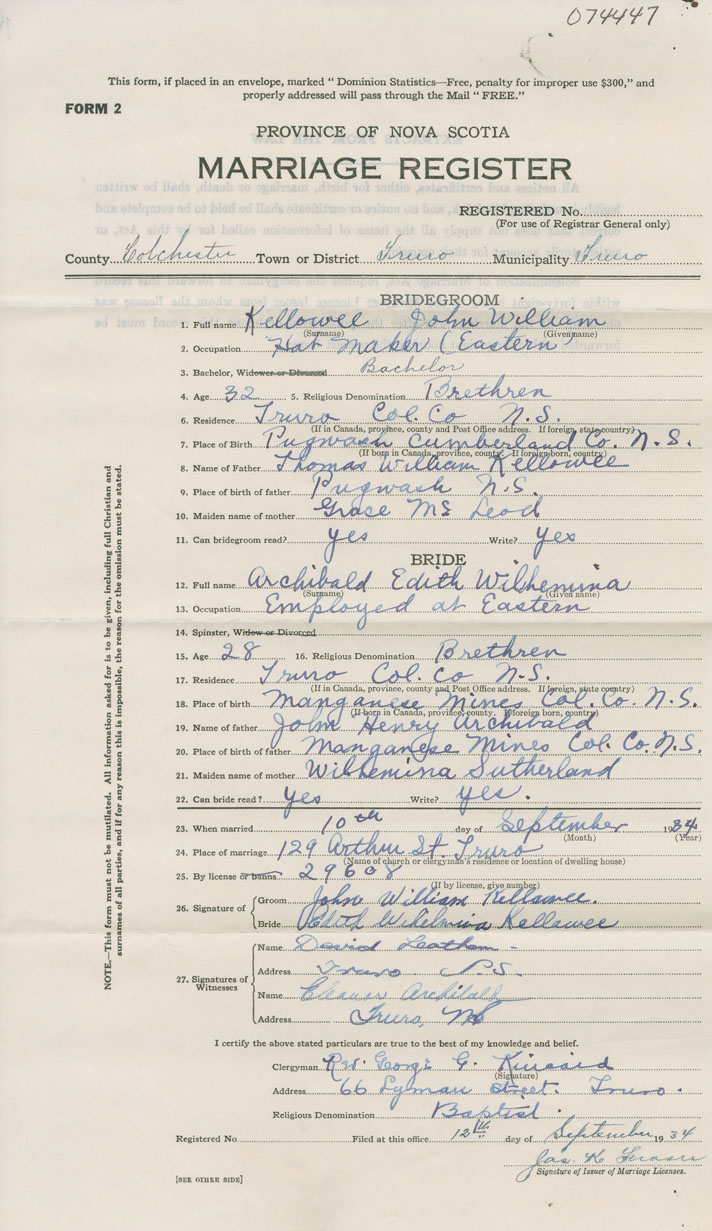 074447
This form, if placed in an envelope, marked "Dominion Statistics—Free, penalty for improper use $300," and
properly addressed will pass through the Mail "FREE."
FORM 2
PROVINCE OF NOVA SCOTIA
MARRIAGE REGISTER
REGISTERED No.
(For use of Registrar General only)
County Colchester Town or District Truro Municipality Truro
BRIDEGROOM
1. Full name Kellowee John William
(Surname) (Given name)
2. Occupation Hat Maker (Eastern)
3. Bachelor, Widower or Divorced Bachelor
4. Age 32 5. Religious Denomination Brethren
6. Residence Truro Col. Co N.S.
(If in Canada, province, county and Post Office address. If foreign, state country)
7. Place of Birth Pugwash Cumberland Co. N.S.
(If born in Canada, province, county. If foreign born, country)
8. Name of Father Thomas William Kellowee
9. Place of birth of father Pugwash N.S.
10. Maiden name of mother Grase Mc Leod
11. Can bridegroom read? yes Write? yes
BRIDE
12. Full name Archibald Edith Wilhemina
(Surname) (Given name)
13. Occupation Employed at Eastern
14. Spinster, Widow or Divorced
15. Age 28 16. Religious Denomination Brethren
17. Residence Truro Col. Co N.S.
(If in Canada, province, county and Post Office address. If foreign, state country)
18. Place of birth Manganese Mines Col. Co. N.S.
(If born in Canada, province, county. If foreign born, country)
19. Name of father John Henry Archibald
20. Place of birth of father Manganese Mines Col. Co. N.S.
21. Maiden name of mother Wilhemina Sutherland
22. Can bride read? yes Write? yes.
23. When married 10th day of September 1934
(Month) (Year)
24. Place of marriage 129 Arthur St. Truro
(Name of church or clergyman's residence or location of dwelling house)
25. By license or banns 29608
(If by license, give number)
26. Signature of Groom John William Kellowee.
Bride Edith Wilhelmina Kellowee
27. Signatures of Witnesses Name David Leathem
Address Truro N.S.
Name Eleanor Archibald
Address Truro, NS
I certify the above stated particulars are true to the best of my knowledge and belief.
Clergyman Rev. George G. Kincaid
(Signature)
Address 66 Lyman Street. Truro.
Religious Denomination Baptist.
Registered No. Filed at this office 12th day of September 1934
Jas. K. Fraser
Signature of Issuer of Marriage Licenses.
[SEE OTHER SIDE]
NOTE.—This form must not be mutilated. All information asked for is to be given, including full Christian and
surnames of all parties, and if for any reason this is impossible, the reason for the omission must be stated.